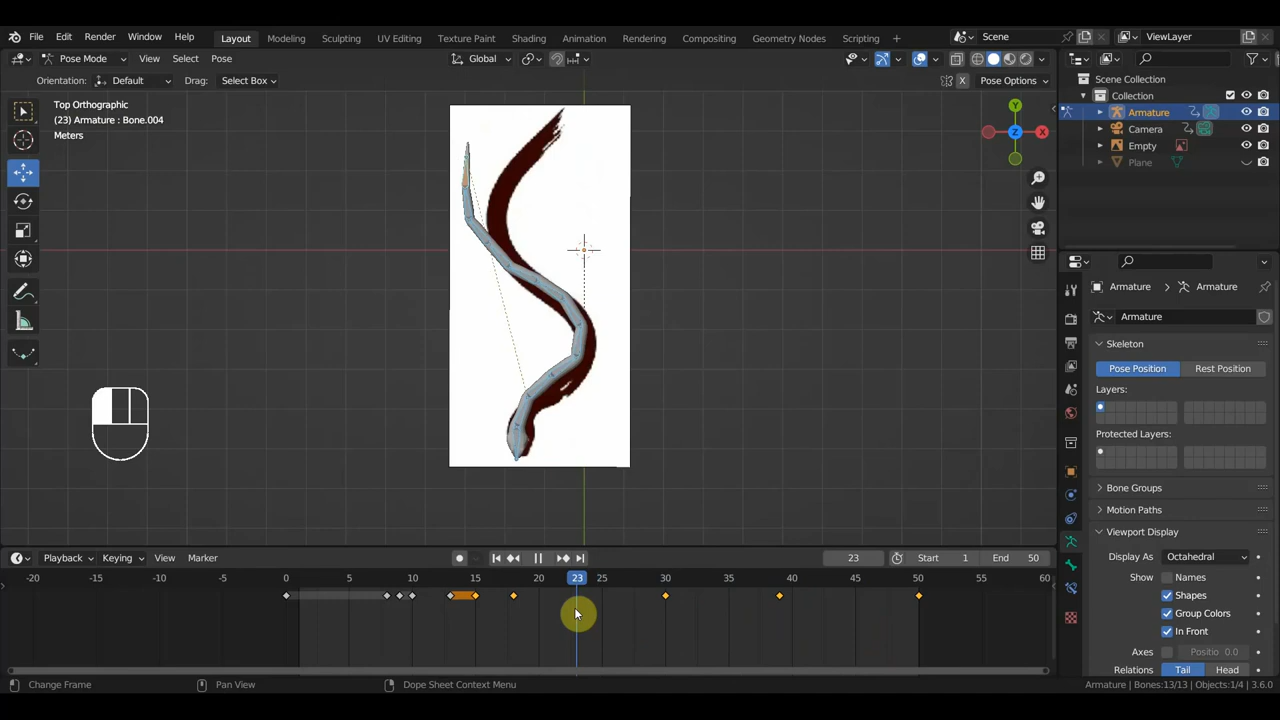 File Edit Render Window Help Layout Modeling Sculpting UV Editing Texture Paint Shading Animation Rendering Compositing Geometry Nodes Scripting + Scene ViewLayer
Pose Mode View Select Pose Global
Orientation: Default Drag: Select Box X Pose Options
Scene Collection
Collection
Armature
Camera
Empty
Plane
Top Orthographic
(23) Armature : Bone.004
Meters
Y
Z
X
Armature Armature
Armature
Skeleton
Pose Position Rest Position
Layers:
Protected Layers:
Bone Groups
Motion Paths
Viewport Display
Display As Octahedral
Show Names
Shapes
Group Colors
In Front
Axes Positio 0.0
Relations Tail Head
Playback Keying View Marker 23 Start 1 End 50
-20 -15 -10 -5 0 5 10 15 20 23 25 30 35 40 45 50 55 60
Change Frame Pan View Dope Sheet Context Menu Armature | Bones:13/13 | Objects:1/4 | 3.6.0